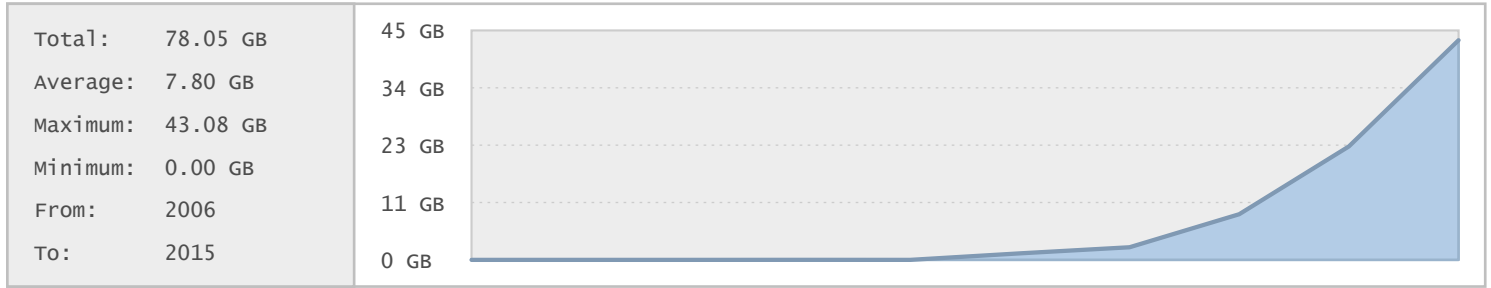 Total: 78.05 GB
Average: 7.80 GB
Maximum: 43.08 GB
Minimum: 0.00 GB
From: 2006
To: 2015
45 GB
34 GB
23 GB
11 GB
0 GB